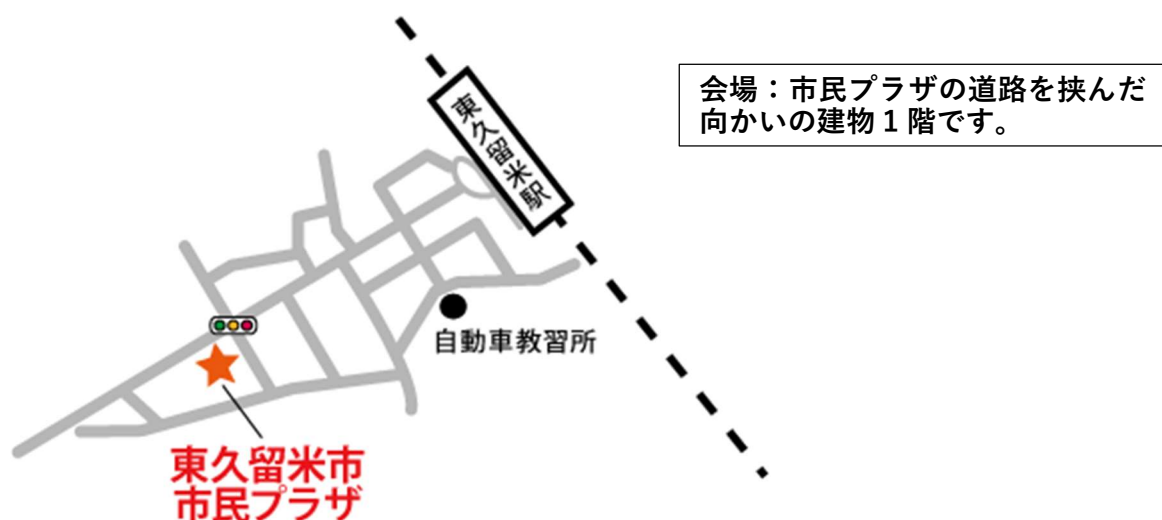 東久留米駅
会場：市民プラザの道路を挟んだ
向かいの建物１階です。
自動車教習所
東久留米市
市民プラザ